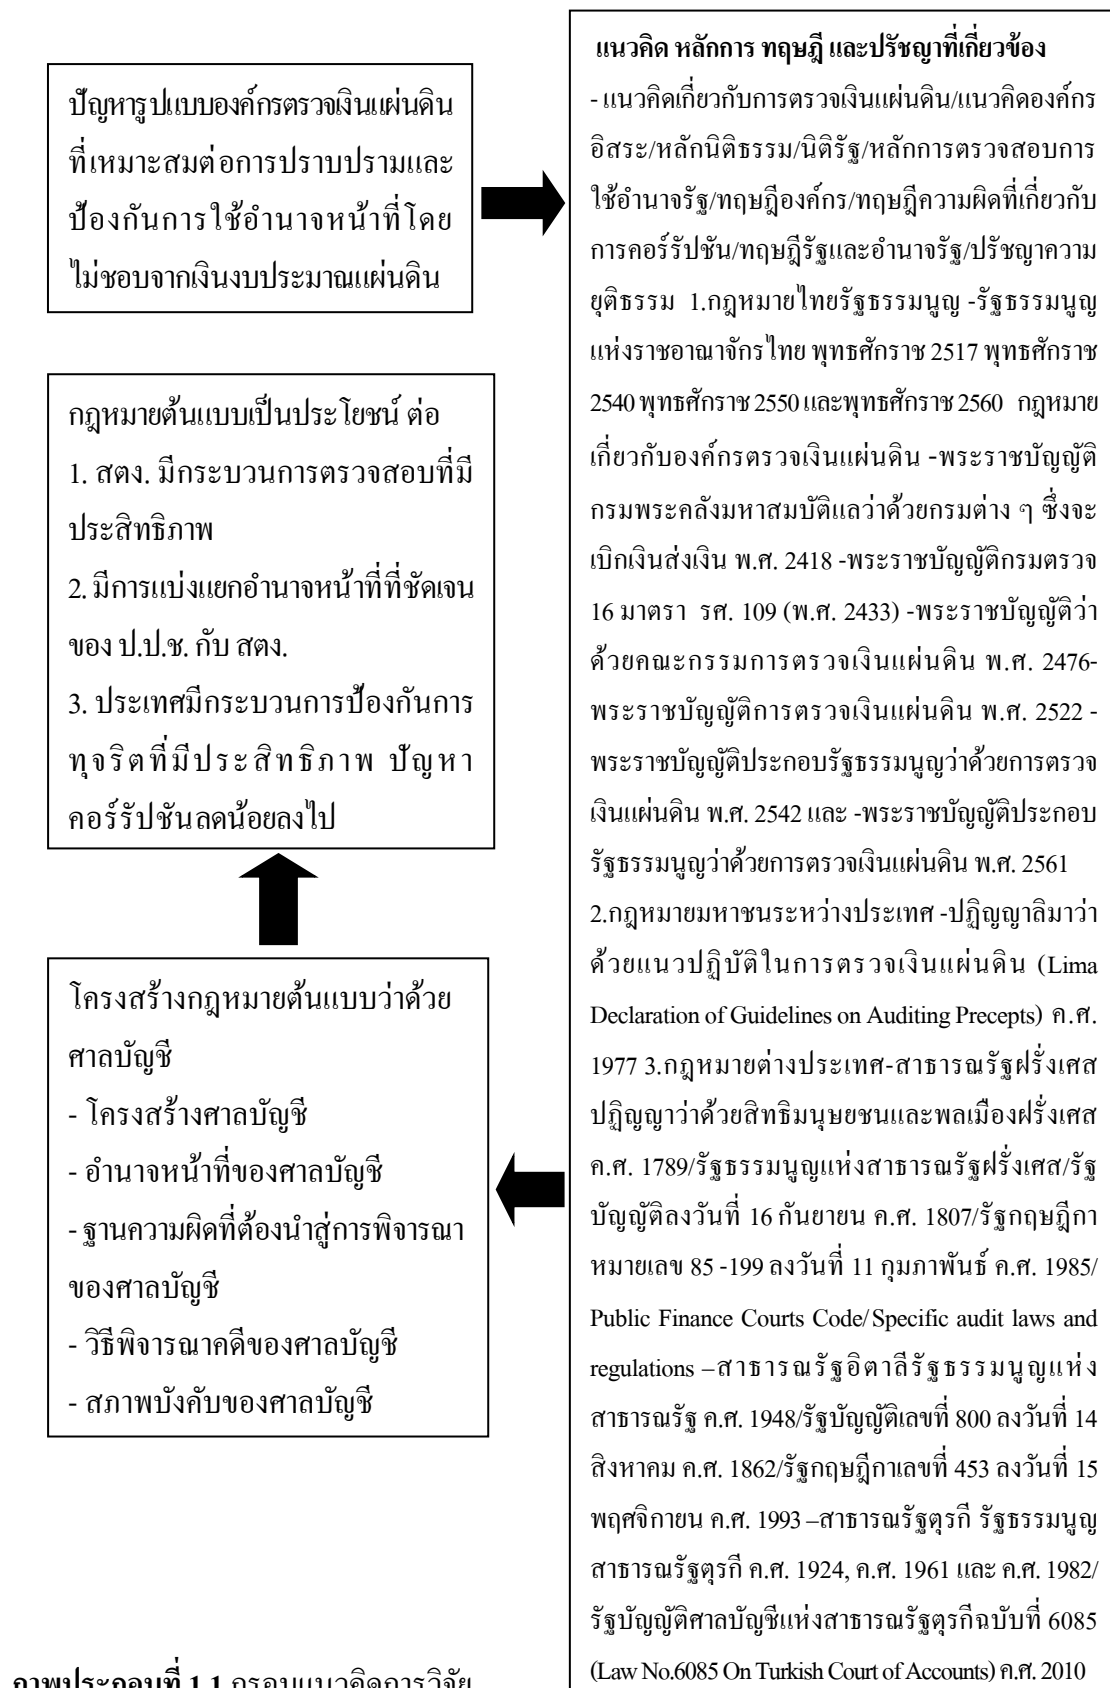 ปัญหารูปแบบองค์กรตรวจเงินแผ่นดิน
ที่เหมาะสมต่อการปราบปรามและ
ป้องกันการใช้อำนาจหน้าที่โดย
ไม่ชอบจากเงินงบประมาณแผ่นดิน
แนวคิด หลักการ ทฤษฎี และปรัชญาที่เกี่ยวข้อง
- แนวคิดเกี่ยวกับการตรวจเงินแผ่นดิน/แนวคิดองค์กร
อิสระ/หลักนิติธรรม/นิติรัฐ/หลักการตรวจสอบการ
ใช้อำนาจรัฐ/ทฤษฎีองค์กร/ทฤษฎีความผิดที่เกี่ยวกับ
การคอร์รัปชัน/ทฤษฎีรัฐและอำนาจรัฐ/ปรัชญาความ
ยุติธรรม 1.กฎหมายไทยรัฐธรรมนูญ -รัฐธรรมนูญ
แห่งราชอาณาจักรไทย พุทธศักราช 2517 พุทธศักราช
2540 พุทธศักราช 2550 และพุทธศักราช 2560 กฎหมาย
เกี่ยวกับองค์กรตรวจเงินแผ่นดิน -พระราชบัญญัติ
กรมพระคลังมหาสมบัติแลว่าด้วยกรมต่าง ๆ ซึ่งจะ
เบิกเงินส่งเงิน พ.ศ. 2418 -พระราชบัญญัติกรมตรวจ
16 มาตรา รศ. 109 (พ.ศ. 2433) -พระราชบัญญัติว่า
ด้วยคณะกรรมการตรวจเงินแผ่นดิน พ.ศ. 2476-
พระราชบัญญัติการตรวจเงินแผ่นดิน พ.ศ. 2522 -
พระราชบัญญัติประกอบรัฐธรรมนูญว่าด้วยการตรวจ
เงินแผ่นดิน พ.ศ. 2542 และ -พระราชบัญญัติประกอบ
รัฐธรรมนูญว่าด้วยการตรวจเงินแผ่นดิน พ.ศ. 2561
2.กฎหมายมหาชนระหว่างประเทศ -ปฏิญญาลิมาว่า
ด้วยแนวปฏิบัติในการตรวจเงินแผ่นดิน (Lima
Declaration of Guidelines on Auditing Precepts) ค.ศ.
1977 3.กฎหมายต่างประเทศ-สาธารณรัฐฝรั่งเศส
ปฏิญญาว่าด้วยสิทธิมนุษยชนและพลเมืองฝรั่งเศส
ค.ศ. 1789/รัฐธรรมนูญแห่งสาธารณรัฐฝรั่งเศส/รัฐ
บัญญัติลงวันที่ 16 กันยายน ค.ศ. 1807/รัฐกฤษฎีกา
หมายเลข 85 -199 ลงวันที่ 11 กุมภาพันธ์ ค.ศ. 1985/
Public Finance Courts Code/ Specific audit laws and
regulations –สาธารณรัฐอิตาลีรัฐธรรมนูญแห่ง
สาธารณรัฐ ค.ศ. 1948/รัฐบัญญัติเลขที่ 800 ลงวันที่ 14
สิงหาคม ค.ศ. 1862/รัฐกฤษฎีกาเลขที่ 453 ลงวันที่ 15
พฤศจิกายน ค.ศ. 1993 –สาธารณรัฐตุรกี รัฐธรรมนูญ
สาธารณรัฐตุรกี ค.ศ. 1924, ค.ศ. 1961 และ ค.ศ. 1982/
รัฐบัญญัติศาลบัญชีแห่งสาธารณรัฐตุรกีฉบับที่ 6085
(Law No.6085 On Turkish Court of Accounts) ค.ศ. 2010
โครงสร้างกฎหมายต้นแบบว่าด้วย
ศาลบัญชี
- โครงสร้างศาลบัญชี
- อำนาจหน้าที่ของศาลบัญชี
- ฐานความผิดที่ต้องนำสู่การพิจารณา
ของศาลบัญชี
- วิธีพิจารณาคดีของศาลบัญชี
- สภาพบังคับของศาลบัญชี
กฎหมายต้นแบบเป็นประโยชน์ ต่อ
1. สตง. มีกระบวนการตรวจสอบที่มี
ประสิทธิภาพ
2. มีการแบ่งแยกอำนาจหน้าที่ที่ชัดเจน
ของ ป.ป.ช. กับ สตง.
3. ประเทศมีกระบวนการป้องกันการ
ทุจริตที่มีประสิทธิภาพ ปัญหา
คอร์รัปชันลดน้อยลงไป
ภาพประกอบที่ 1.1 กรอบแนวคิดการวิจัย